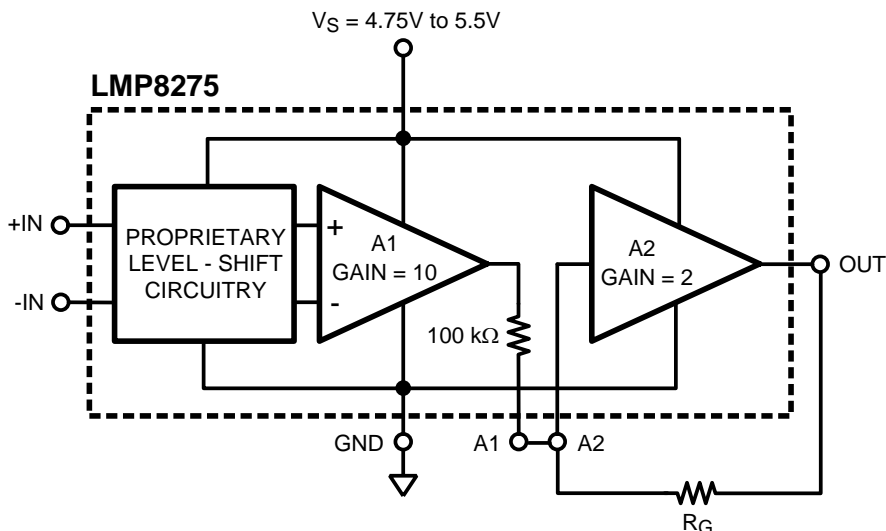 V_S = 4.75V to 5.5V
LMP8275
+IN
-IN
PROPRIETARY
LEVEL - SHIFT
CIRCUITRY
+
-
A1
GAIN = 10
100 kΩ
A2
GAIN = 2
OUT
GND
A1
A2
R_G